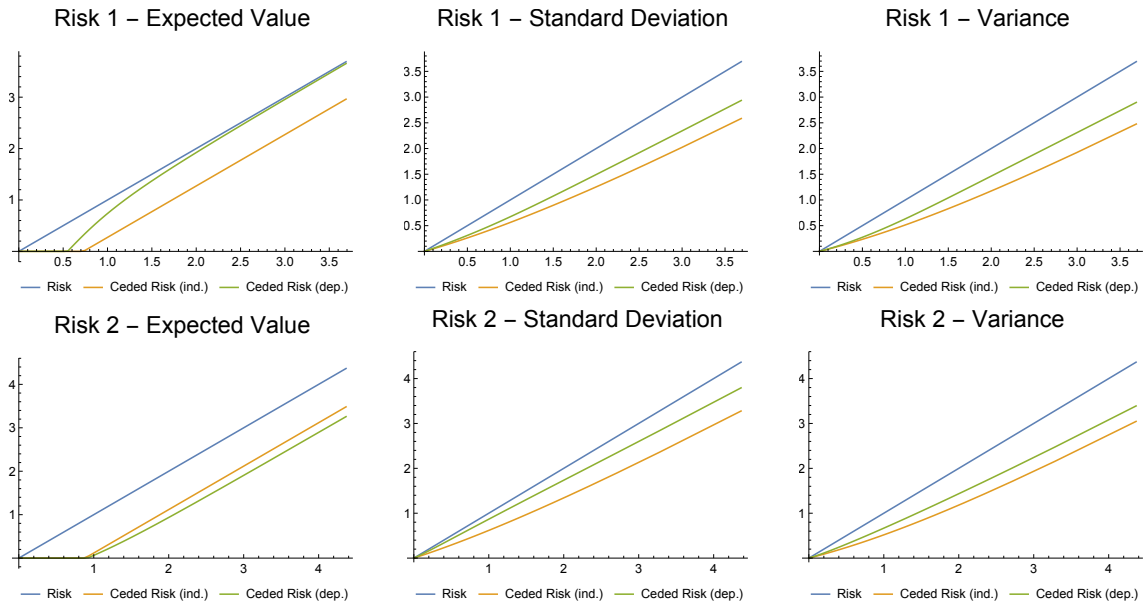 Risk 1 – Expected Value
3
2
1
0.5 1.0 1.5 2.0 2.5 3.0 3.5
Risk Ceded Risk (ind.) Ceded Risk (dep.)
Risk 1 – Standard Deviation
3.5
3.0
2.5
2.0
1.5
1.0
0.5
0.5 1.0 1.5 2.0 2.5 3.0 3.5
Risk Ceded Risk (ind.) Ceded Risk (dep.)
Risk 1 – Variance
3.5
3.0
2.5
2.0
1.5
1.0
0.5
0.5 1.0 1.5 2.0 2.5 3.0 3.5
Risk Ceded Risk (ind.) Ceded Risk (dep.)
Risk 2 – Expected Value
4
3
2
1
1 2 3 4
Risk Ceded Risk (ind.) Ceded Risk (dep.)
Risk 2 – Standard Deviation
4
3
2
1
1 2 3 4
Risk Ceded Risk (ind.) Ceded Risk (dep.)
Risk 2 – Variance
4
3
2
1
1 2 3 4
Risk Ceded Risk (ind.) Ceded Risk (dep.)